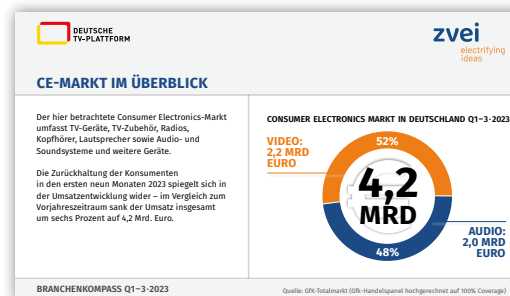 DEUTSCHE
TV-PLATTFORM
zvei
electrifying
ideas
CE-MARKT IM ÜBERBLICK
Der hier betrachtete Consumer Electronics-Markt
umfasst TV-Geräte, TV-Zubehör, Radios,
Kopfhörer, Lautsprecher sowie Audio- und
Soundsysteme und weitere Geräte.
Die Zurückhaltung der Konsumenten
in den ersten neun Monaten 2023 spiegelt sich in
der Umsatzentwicklung wider – im Vergleich zum
Vorjahreszeitraum sank der Umsatz insgesamt
um sechs Prozent auf 4,2 Mrd. Euro.
CONSUMER ELECTRONICS MARKT IN DEUTSCHLAND Q1–3-2023
VIDEO:
2,2 MRD
EURO
52%
€
4,2
MRD
48%
AUDIO:
2,0 MRD
EURO
BRANCHENKOMPASS Q1–3-2023
Quelle: GfK-Totalmarkt (GfK-Handelspanel hochgerechnet auf 100% Coverage)